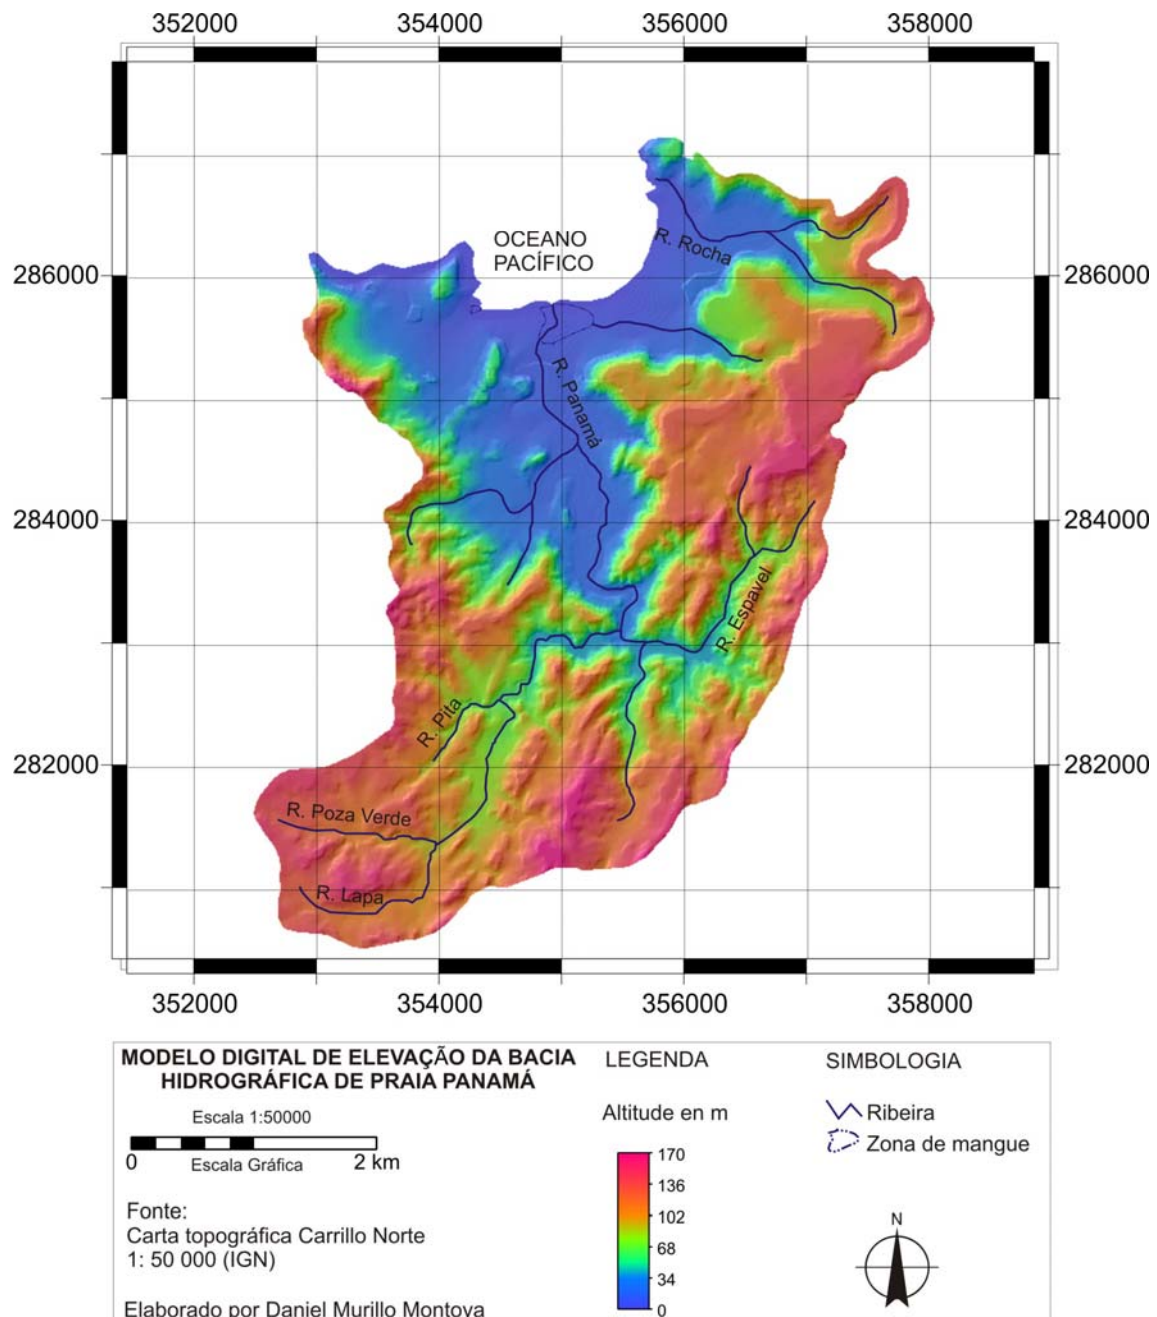 352000 354000 356000 358000
OCEANO
PACÍFICO
R. Rocha
286000 286000
R. Panamá
284000 284000
R. Espavel
R. Pita
282000 282000
R. Poza Verde
R. Lapa
352000 354000 356000 358000
MODELO DIGITAL DE ELEVAÇÃO DA BACIA
HIDROGRÁFICA DE PRAIA PANAMÁ
Escala 1:50000
0 2 km
Escala Gráfica
Fonte:
Carta topográfica Carrillo Norte
1: 50 000 (IGN)
Elaborado por Daniel Murillo Montoya
LEGENDA
Altitude en m
170
136
102
68
34
0
SIMBOLOGIA
Ribeira
Zona de mangue
N